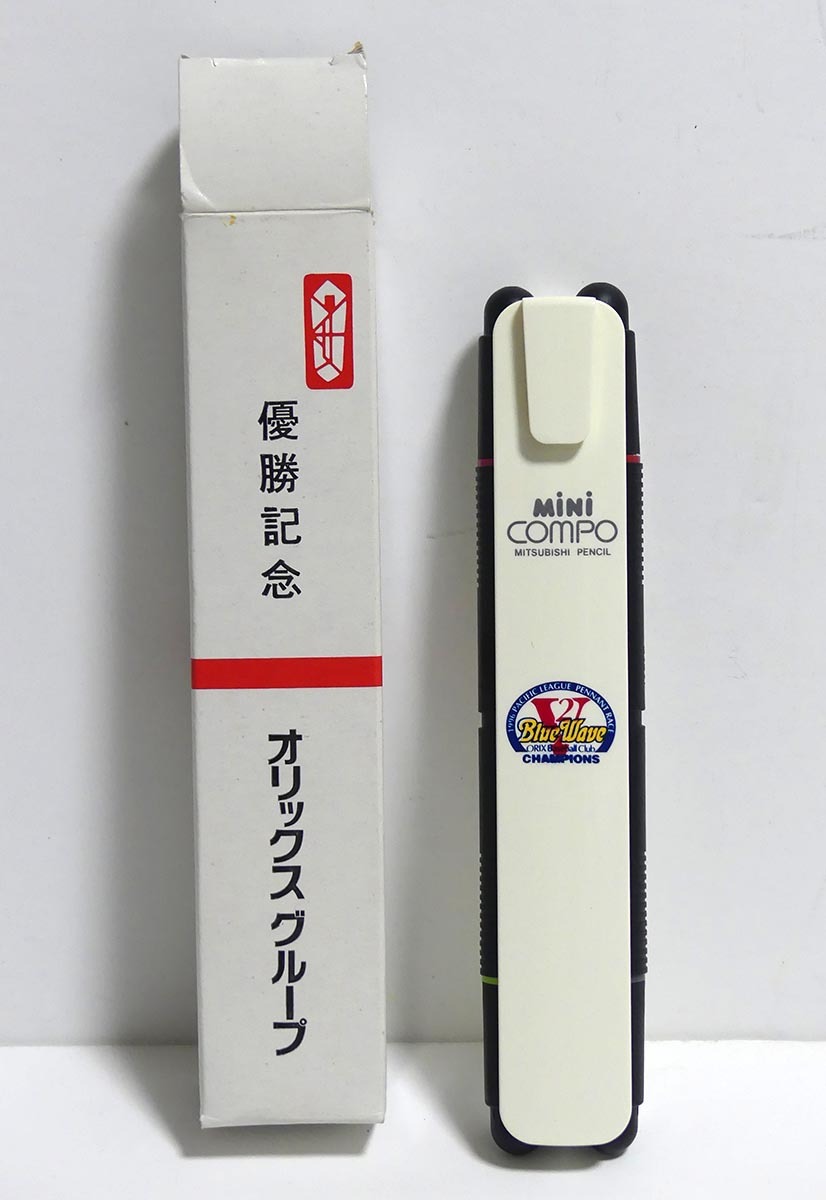 優勝記念
オリックスグループ
MiNi
COMPO
MITSUBISHI PENCIL
1996 PACIFIC LEAGUE PENNANT RACE
V2
Blue Wave
ORIX Baseball Club
CHAMPIONS